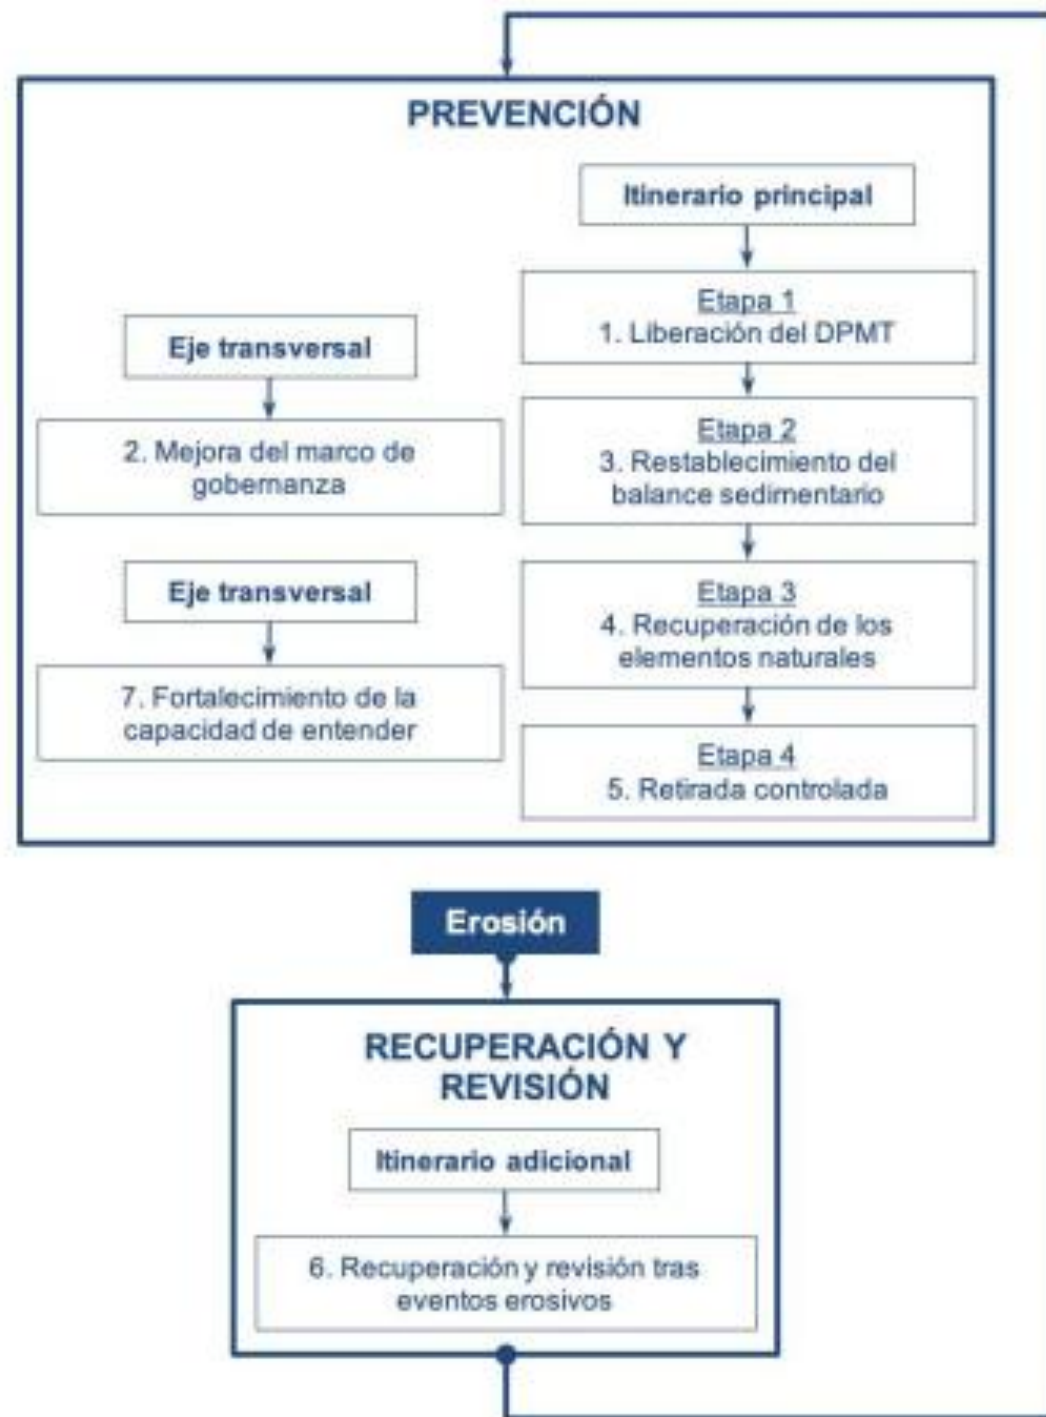 PREVENCIÓN
Itinerario principal
Etapa 1
1. Liberación del DPMT
Etapa 2
3. Restablecimiento del
balance sedimentario
Etapa 3
4. Recuperación de los
elementos naturales
Etapa 4
5. Retirada controlada
Eje transversal
2. Mejora del marco de
gobernanza
Eje transversal
7. Fortalecimiento de la
capacidad de entender
Erosión
RECUPERACIÓN Y
REVISIÓN
Itinerario adicional
6. Recuperación y revisión tras
eventos erosivos